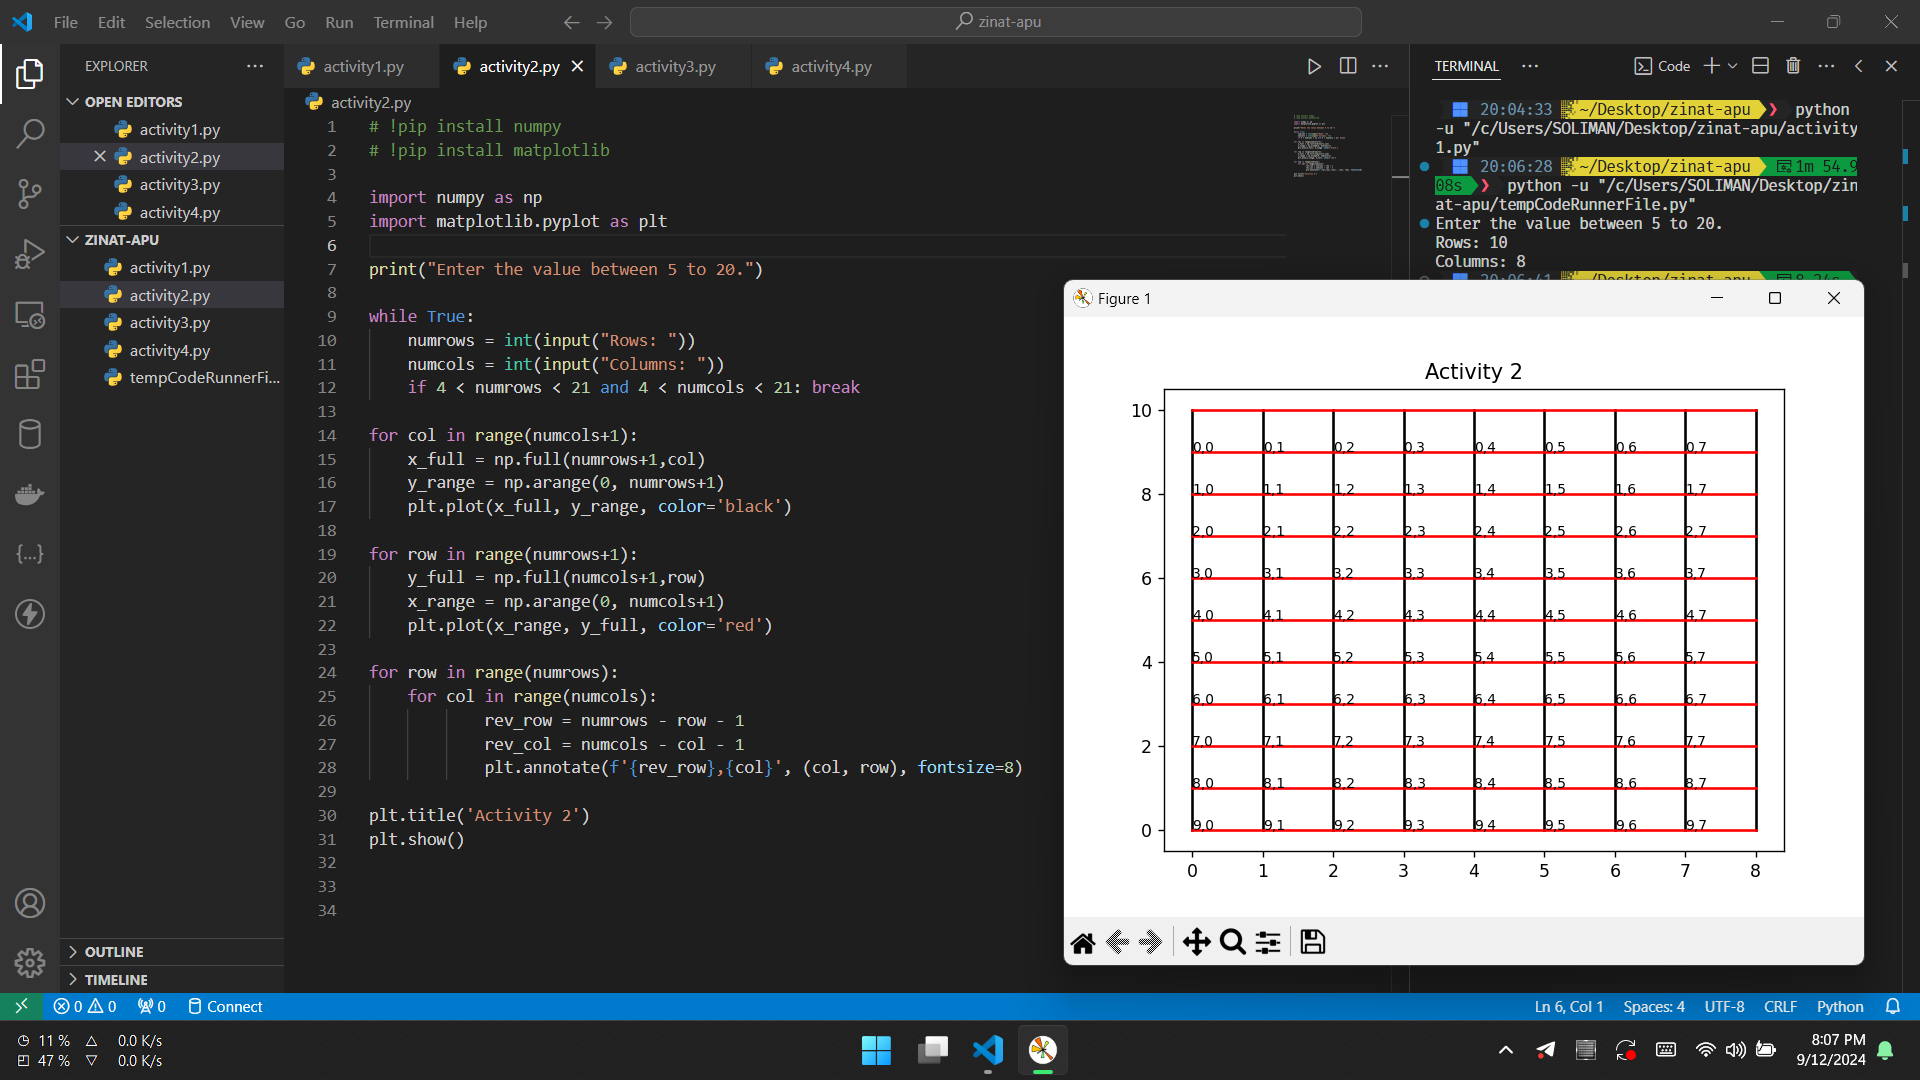 File Edit Selection View Go Run Terminal Help
zinat-apu
EXPLORER
OPEN EDITORS
activity1.py
activity2.py
activity3.py
activity4.py
ZINAT-APU
activity1.py
activity2.py
activity3.py
activity4.py
tempCodeRunnerFi...
OUTLINE
TIMELINE
activity1.py activity2.py activity3.py activity4.py
activity2.py
1 # !pip install numpy
2 # !pip install matplotlib
3
4 import numpy as np
5 import matplotlib.pyplot as plt
6
7 print("Enter the value between 5 to 20.")
8
9 while True:
10 numrows = int(input("Rows: "))
11 numcols = int(input("Columns: "))
12 if 4 < numrows < 21 and 4 < numcols < 21: break
13
14 for col in range(numcols+1):
15 x_full = np.full(numrows+1,col)
16 y_range = np.arange(0, numrows+1)
17 plt.plot(x_full, y_range, color='black')
18
19 for row in range(numrows+1):
20 y_full = np.full(numcols+1,row)
21 x_range = np.arange(0, numcols+1)
22 plt.plot(x_range, y_full, color='red')
23
24 for row in range(numrows):
25 for col in range(numcols):
26 rev_row = numrows - row - 1
27 rev_col = numcols - col - 1
28 plt.annotate(f'{rev_row},{col}', (col, row), fontsize=8)
29
30 plt.title('Activity 2')
31 plt.show()
32
33
34
TERMINAL
Code
20:04:33 ~/Desktop/zinat-apu python
-u "/c/Users/SOLIMAN/Desktop/zinat-apu/activity
1.py"
20:06:28 ~/Desktop/zinat-apu 1m 54.9
08s python -u "/c/Users/SOLIMAN/Desktop/zin
at-apu/tempCodeRunnerFile.py"
Enter the value between 5 to 20.
Rows: 10
Columns: 8
20:06:41 ~/Desktop/zinat-apu 8.24s
Figure 1
Activity 2
10
0,0 0,1 0,2 0,3 0,4 0,5 0,6 0,7
8
1,0 1,1 1,2 1,3 1,4 1,5 1,6 1,7
2,0 2,1 2,2 2,3 2,4 2,5 2,6 2,7
6
3,0 3,1 3,2 3,3 3,4 3,5 3,6 3,7
4,0 4,1 4,2 4,3 4,4 4,5 4,6 4,7
4
5,0 5,1 5,2 5,3 5,4 5,5 5,6 5,7
6,0 6,1 6,2 6,3 6,4 6,5 6,6 6,7
2
7,0 7,1 7,2 7,3 7,4 7,5 7,6 7,7
8,0 8,1 8,2 8,3 8,4 8,5 8,6 8,7
0
9,0 9,1 9,2 9,3 9,4 9,5 9,6 9,7
0 1 2 3 4 5 6 7 8
0 0 0 Connect
Ln 6, Col 1 Spaces: 4 UTF-8 CRLF Python
11 % 0.0 K/s
47 % 0.0 K/s
8:07 PM
9/12/2024